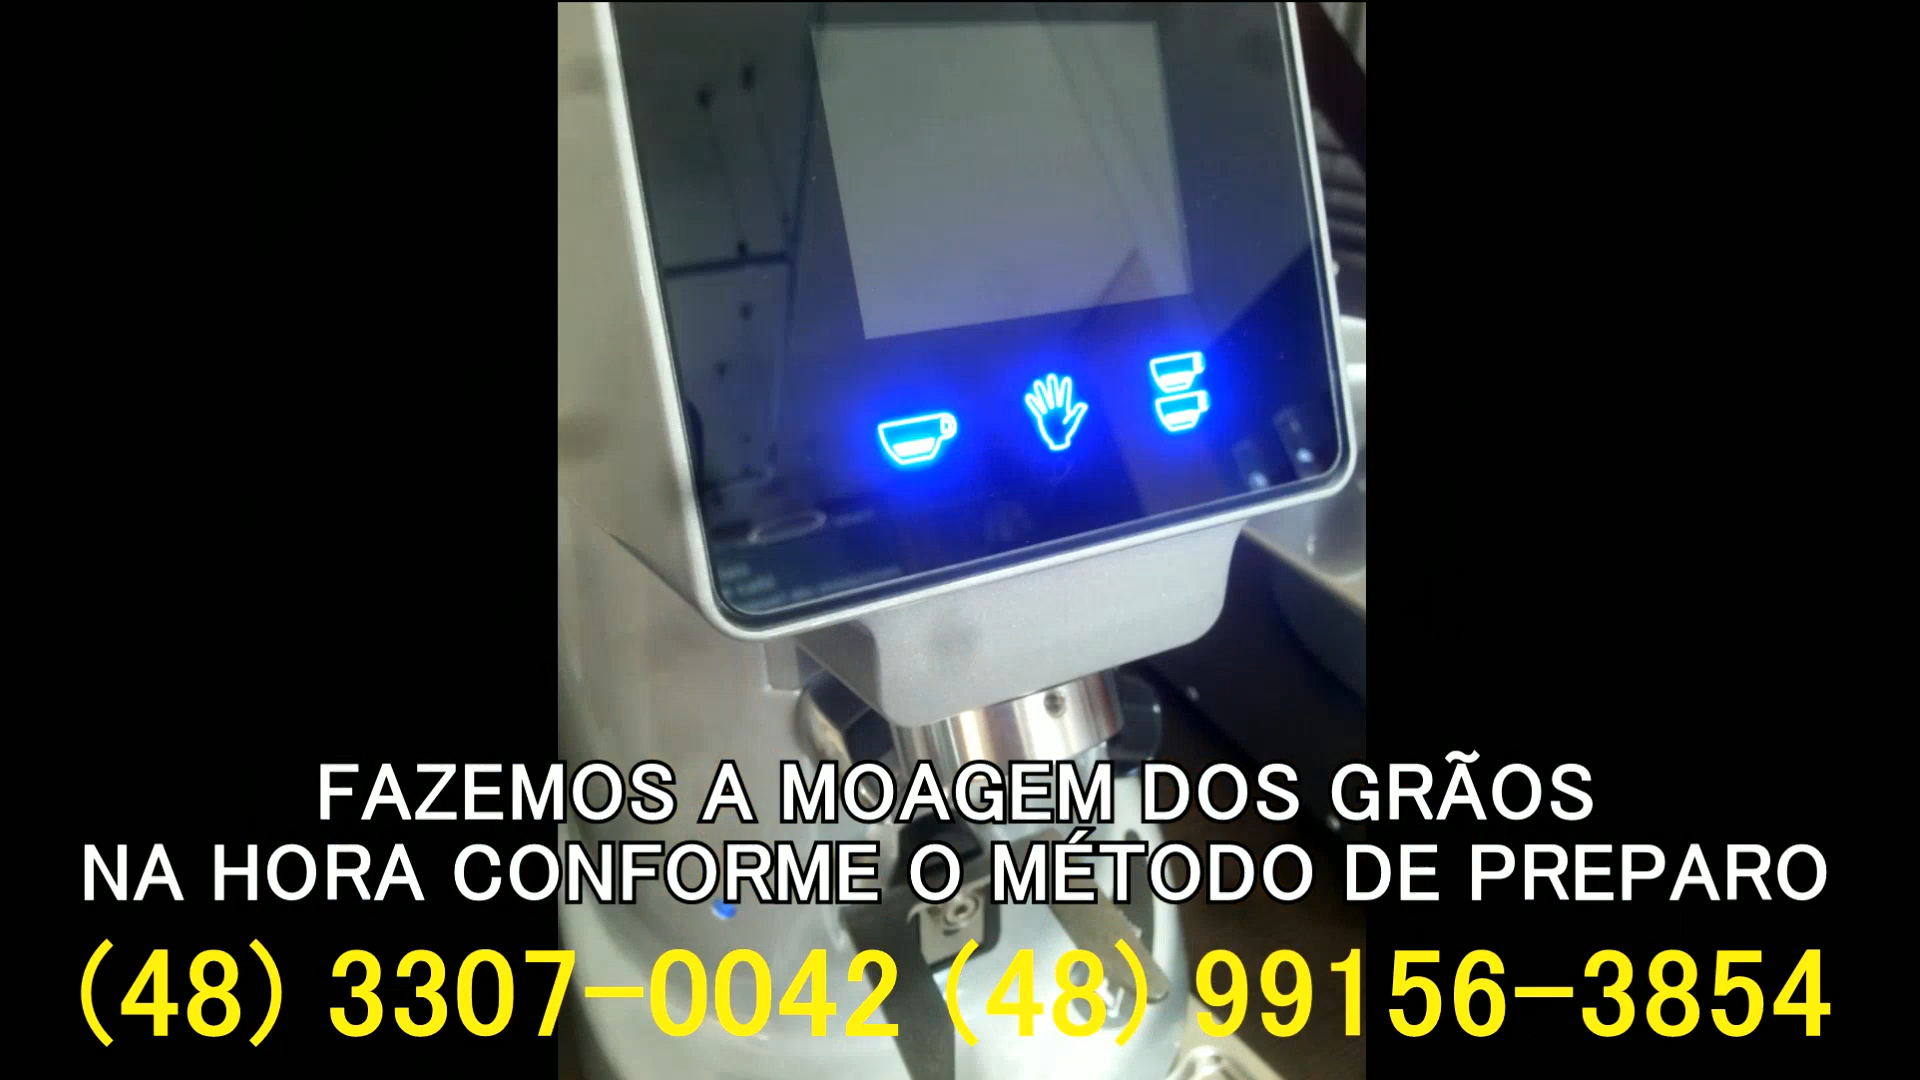 FAZEMOS A MOAGEM DOS GRÃOS
NA HORA CONFORME O MÉTODO DE PREPARO
(48) 3307-0042 (48) 99156-3854